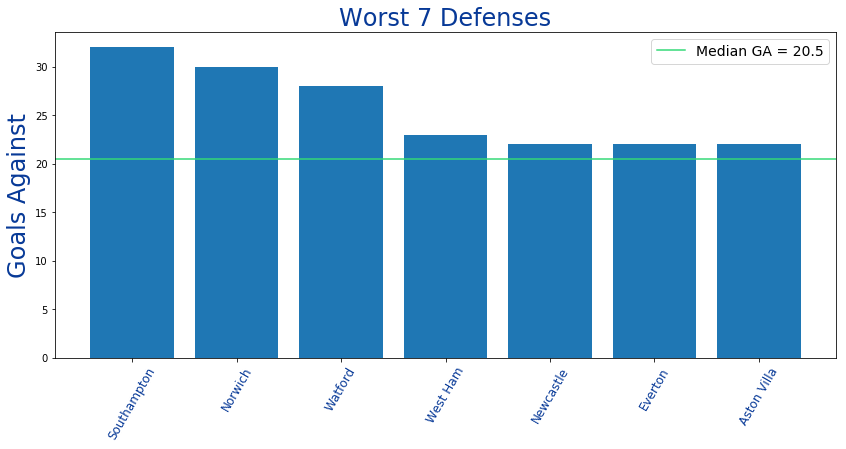 Worst 7 Defenses
Median GA = 20.5
Goals Against
30
25
20
15
10
5
0
Southampton
Norwich
Watford
West Ham
Newcastle
Everton
Aston Villa